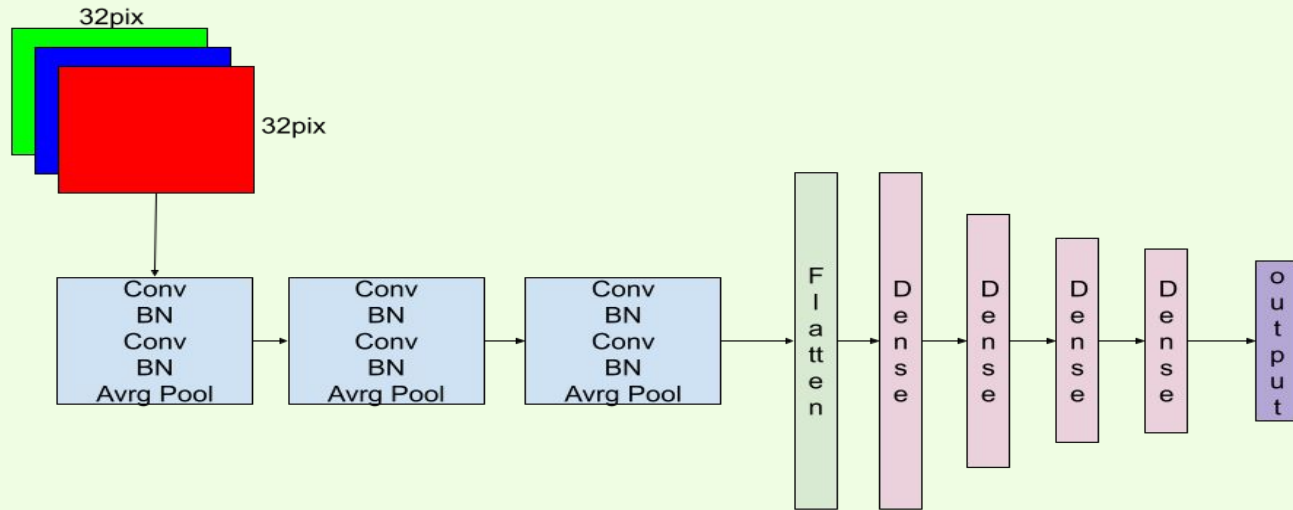 32pix
32pix
Conv
BN
Conv
BN
Avrg Pool
Conv
BN
Conv
BN
Avrg Pool
Conv
BN
Conv
BN
Avrg Pool
Flatten
Dense
Dense
Dense
Dense
output